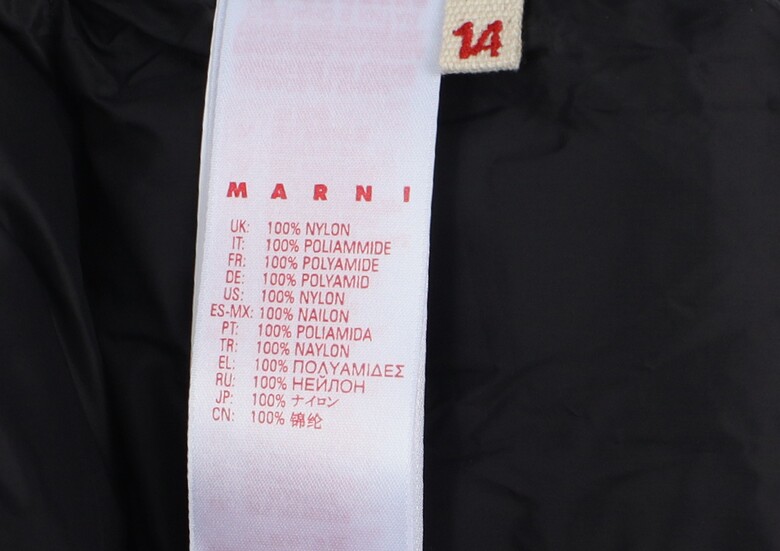 14
MARNI
UK: 100% NYLON
IT: 100% POLIAMMIDE
FR: 100% POLYAMIDE
DE: 100% POLYAMID
US: 100% NYLON
ES-MX: 100% NAILON
PT: 100% POLIAMIDA
TR: 100% NAYLON
EL: 100% ΠΟΛΥΑΜΙΔΕΣ
RU: 100% НЕЙЛОН
JP: 100% ナイロン
CN: 100% 锦纶